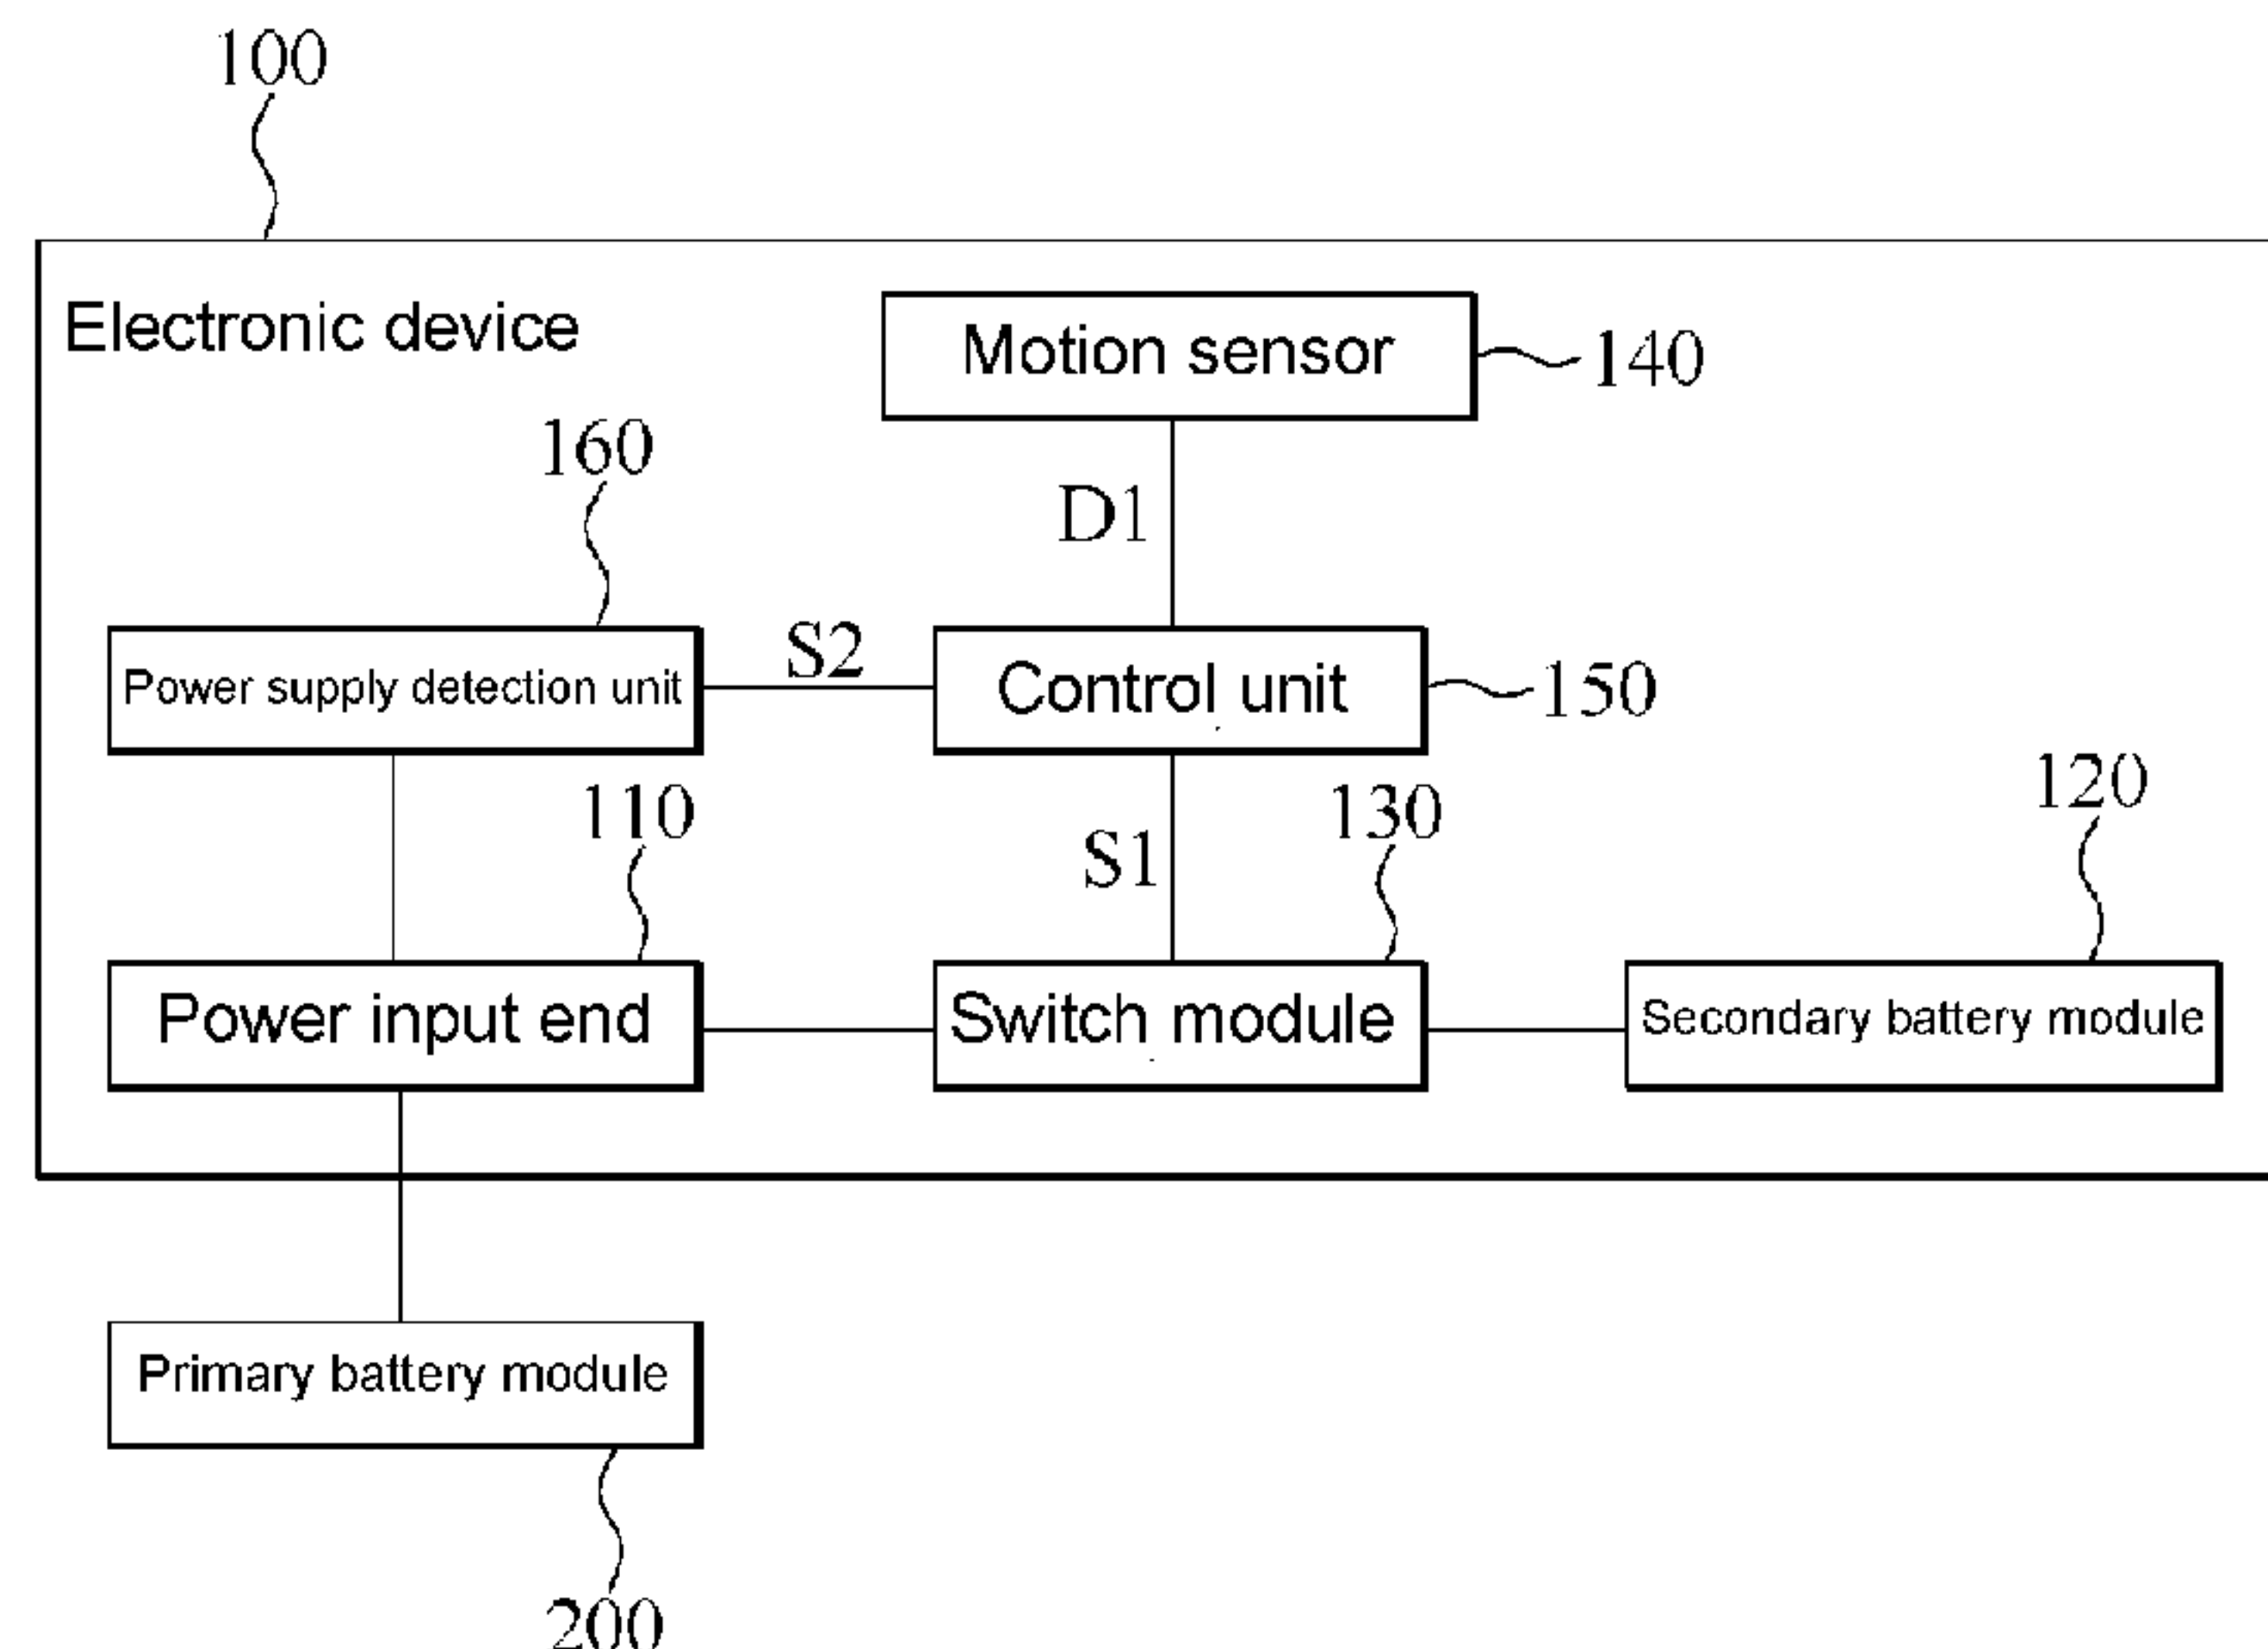 100
Electronic device
Motion sensor
140
160
D1
Power supply detection unit
S2
Control unit
150
110
S1
130
120
Power input end
Switch module
Secondary battery module
Primary battery module
200